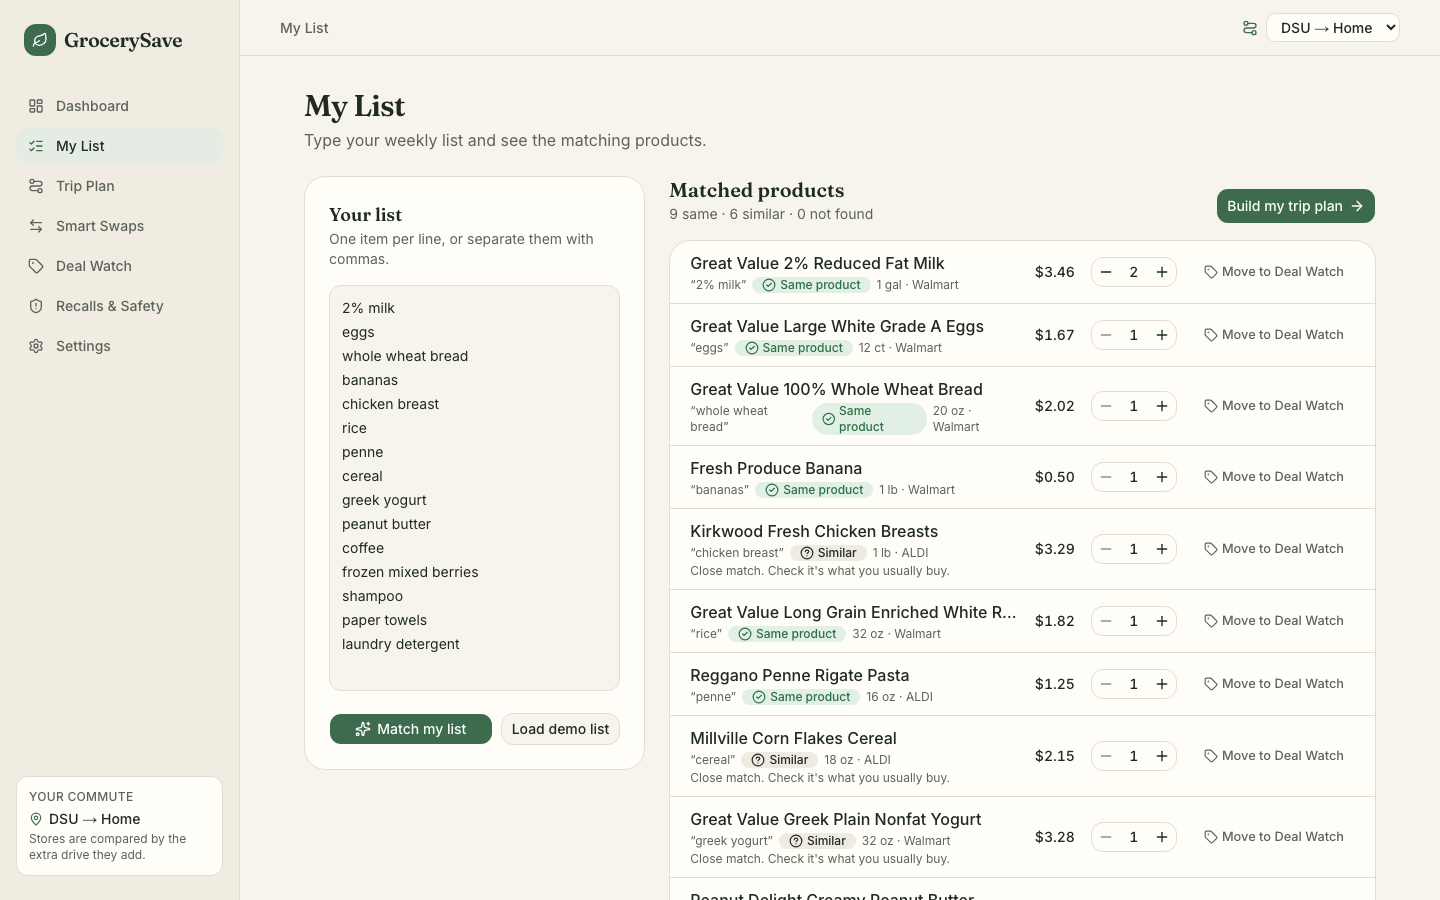 GrocerySave
Dashboard
My List
Trip Plan
Smart Swaps
Deal Watch
Recalls & Safety
Settings
YOUR COMMUTE
DSU → Home
Stores are compared by the
extra drive they add.
My List
DSU → Home
My List
Type your weekly list and see the matching products.
Your list
One item per line, or separate them with
commas.
2% milk
eggs
whole wheat bread
bananas
chicken breast
rice
penne
cereal
greek yogurt
peanut butter
coffee
frozen mixed berries
shampoo
paper towels
laundry detergent
Match my list
Load demo list
Matched products
9 same · 6 similar · 0 not found
Build my trip plan →
Great Value 2% Reduced Fat Milk
“2% milk” Same product 1 gal · Walmart
$3.46 − 2 + Move to Deal Watch
Great Value Large White Grade A Eggs
“eggs” Same product 12 ct · Walmart
$1.67 − 1 + Move to Deal Watch
Great Value 100% Whole Wheat Bread
“whole wheat bread” Same product 20 oz · Walmart
$2.02 − 1 + Move to Deal Watch
Fresh Produce Banana
“bananas” Same product 1 lb · Walmart
$0.50 − 1 + Move to Deal Watch
Kirkwood Fresh Chicken Breasts
“chicken breast” Similar 1 lb · ALDI
Close match. Check it's what you usually buy.
$3.29 − 1 + Move to Deal Watch
Great Value Long Grain Enriched White R...
“rice” Same product 32 oz · Walmart
$1.82 − 1 + Move to Deal Watch
Reggano Penne Rigate Pasta
“penne” Same product 16 oz · ALDI
$1.25 − 1 + Move to Deal Watch
Millville Corn Flakes Cereal
“cereal” Similar 18 oz · ALDI
Close match. Check it's what you usually buy.
$2.15 − 1 + Move to Deal Watch
Great Value Greek Plain Nonfat Yogurt
“greek yogurt” Similar 32 oz · Walmart
Close match. Check it's what you usually buy.
$3.28 − 1 + Move to Deal Watch
Peanut Delight Creamy Peanut Butter